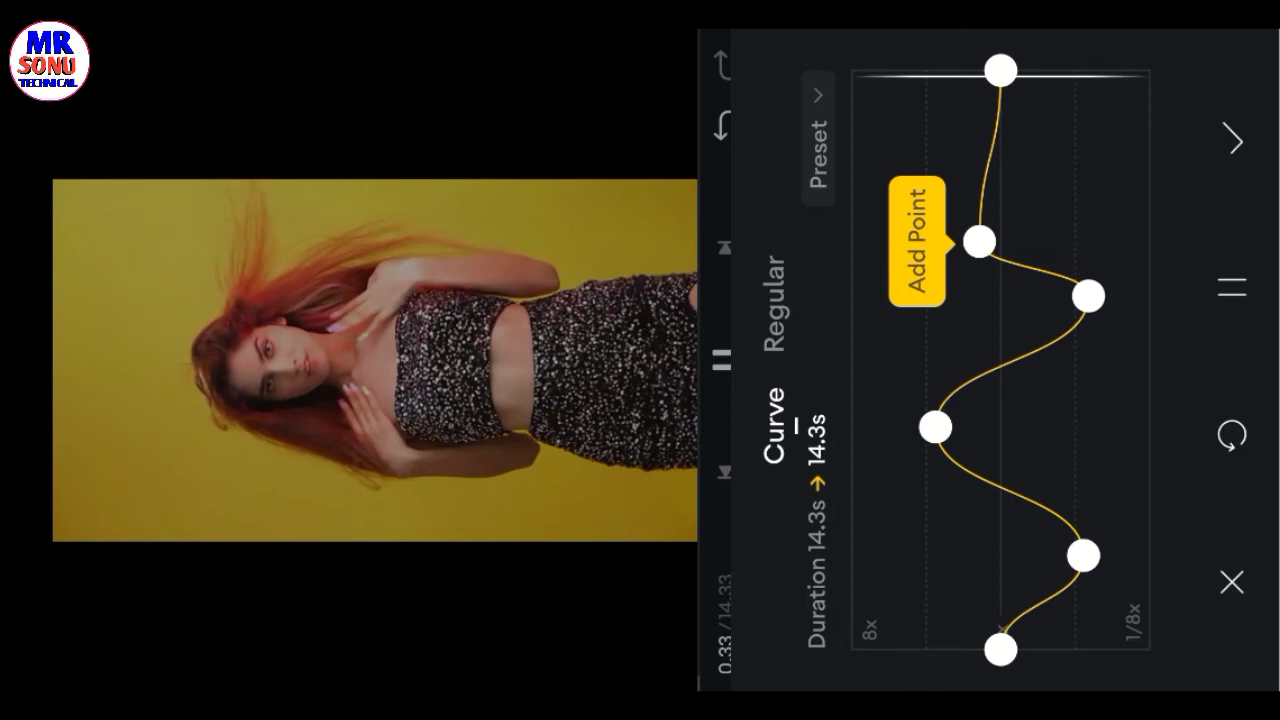 MR
SONU
TECHNICAL
0.33 / 14.33
Curve
Regular
Duration 14.3s → 14.3s
Preset
8x
Add Point
1/8x